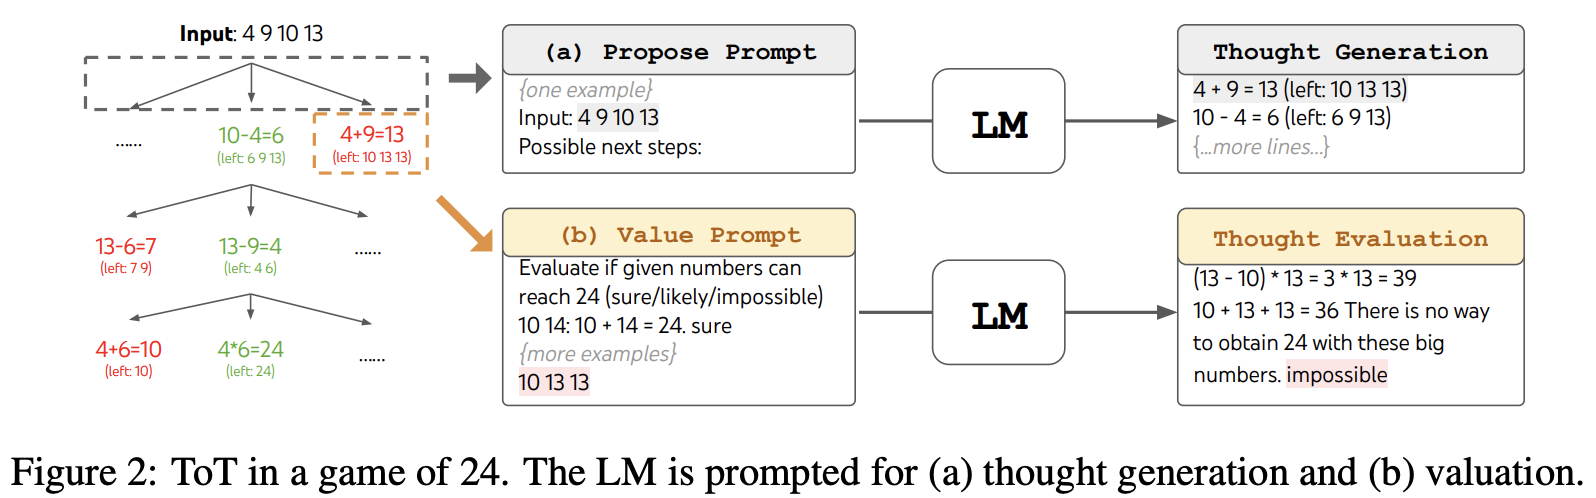 Input: 4 9 10 13
......
10-4=6
(left: 6 9 13)
4+9=13
(left: 10 13 13)
13-6=7
(left: 7 9)
13-9=4
(left: 4 6)
......
4+6=10
(left: 10)
4*6=24
(left: 24)
......
(a) Propose Prompt
{one example}
Input: 4 9 10 13
Possible next steps:
LM
Thought Generation
4 + 9 = 13 (left: 10 13 13)
10 - 4 = 6 (left: 6 9 13)
{...more lines...}
(b) Value Prompt
Evaluate if given numbers can
reach 24 (sure/likely/impossible)
10 14: 10 + 14 = 24. sure
{more examples}
10 13 13
LM
Thought Evaluation
(13 - 10) * 13 = 3 * 13 = 39
10 + 13 + 13 = 36 There is no way
to obtain 24 with these big
numbers. impossible
Figure 2: ToT in a game of 24. The LM is prompted for (a) thought generation and (b) valuation.